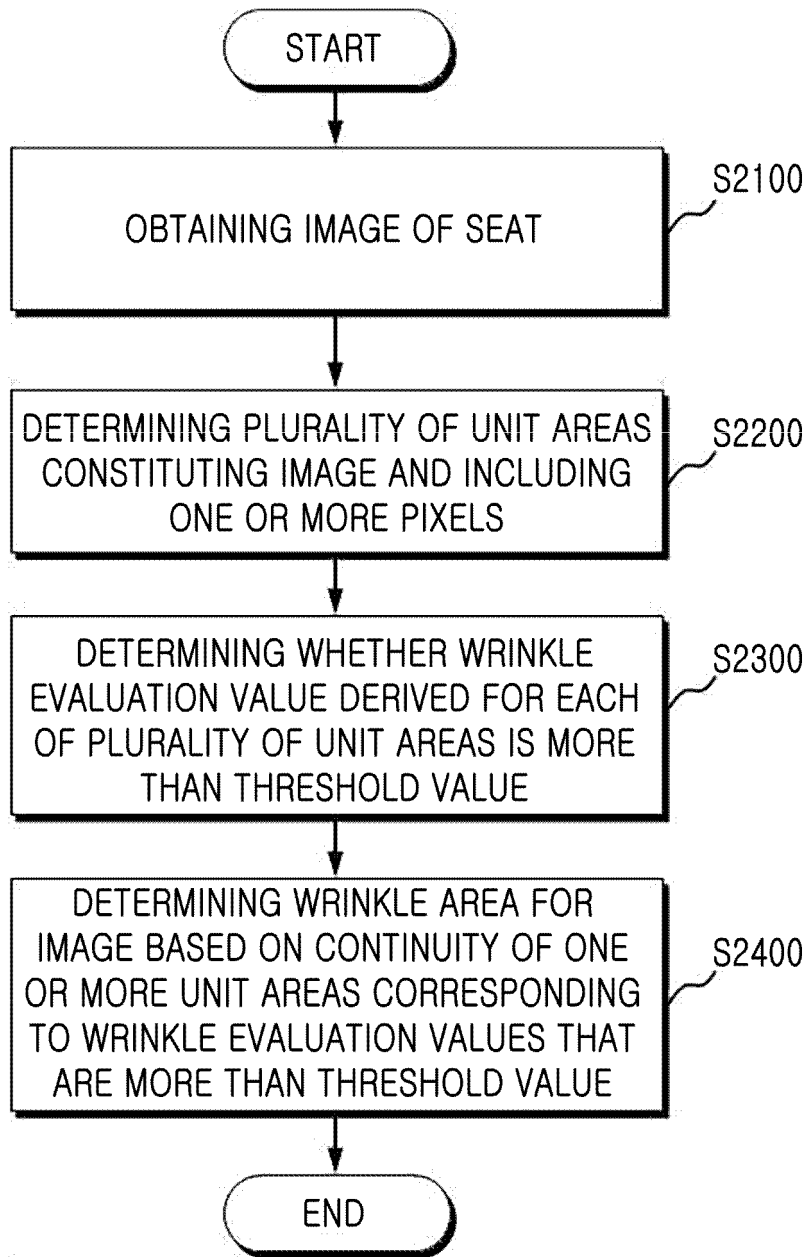 START
S2100
OBTAINING IMAGE OF SEAT
DETERMINING PLURALITY OF UNIT AREAS
CONSTITUTING IMAGE AND INCLUDING
ONE OR MORE PIXELS
S2200
DETERMINING WHETHER WRINKLE
EVALUATION VALUE DERIVED FOR EACH
OF PLURALITY OF UNIT AREAS IS MORE
THAN THRESHOLD VALUE
S2300
DETERMINING WRINKLE AREA FOR
IMAGE BASED ON CONTINUITY OF ONE
OR MORE UNIT AREAS CORRESPONDING
TO WRINKLE EVALUATION VALUES THAT
ARE MORE THAN THRESHOLD VALUE
S2400
END